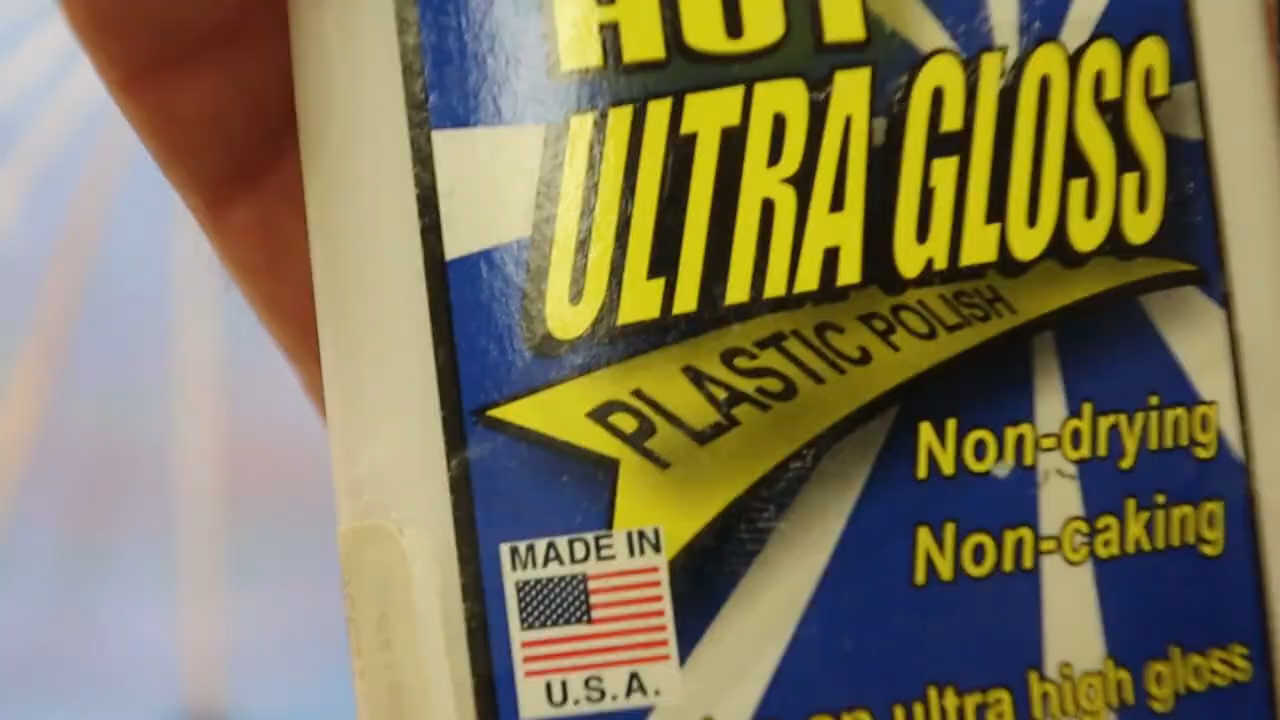 ULTRA GLOSS
PLASTIC POLISH
Non-drying
Non-caking
MADE IN
U.S.A.
ultra high gloss